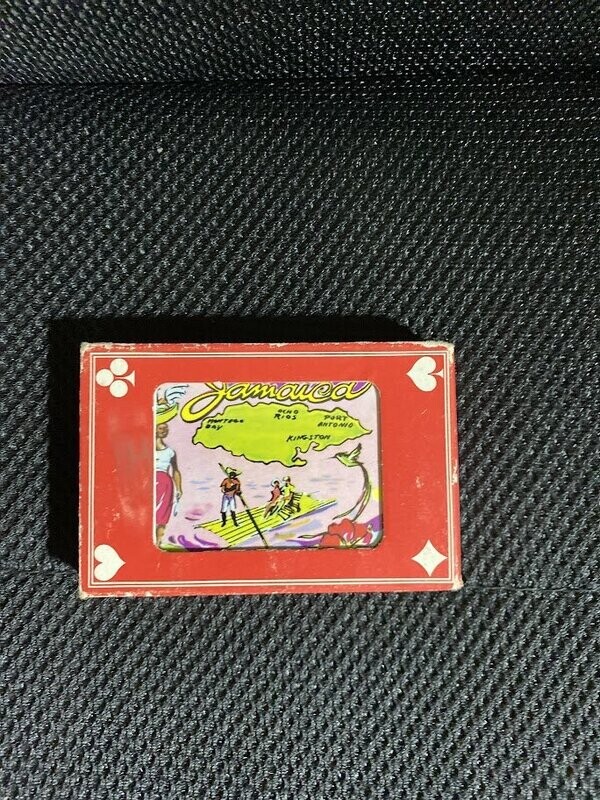 Jamaica
OCHO
RIOS
PORT
ANTONIO
MONTEGO
BAY
KINGSTON